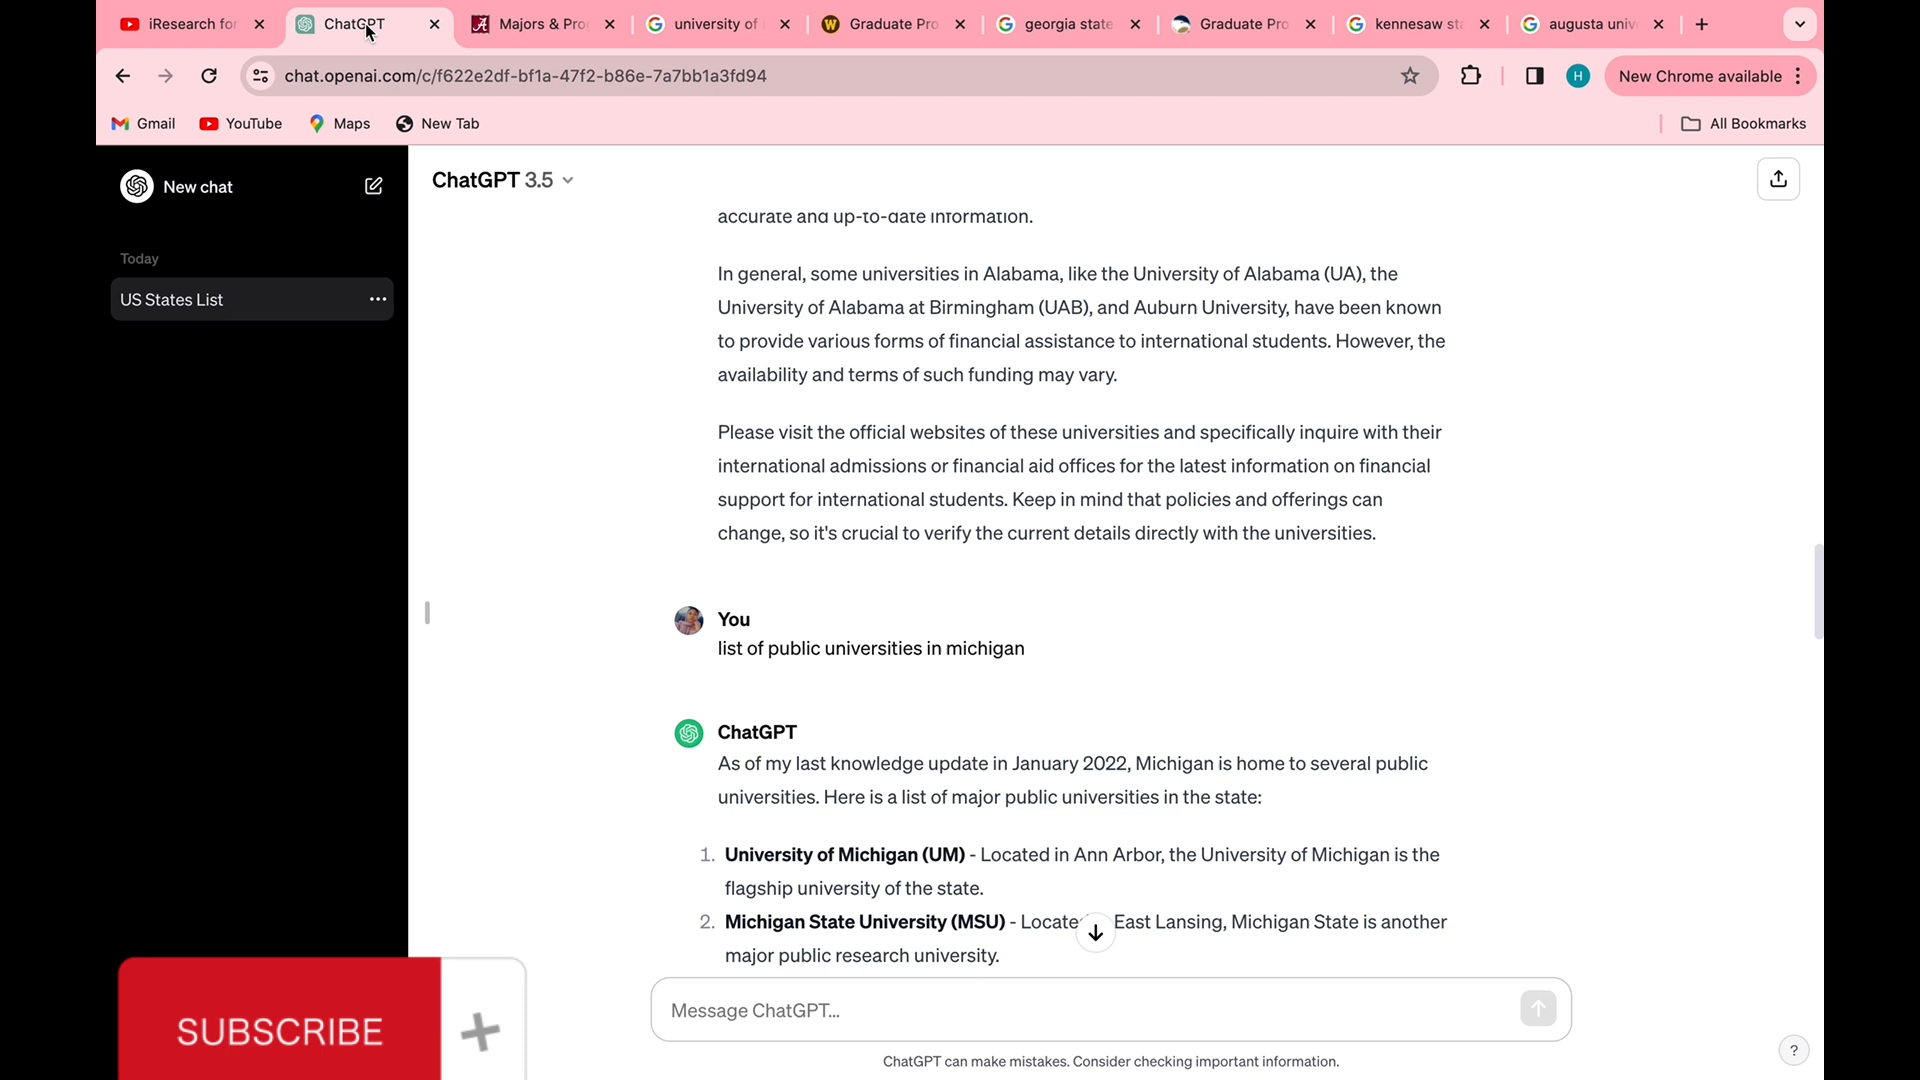 iResearch for
ChatGPT
Majors & Pro
university of
Graduate Pro
georgia state
Graduate Pro
kennesaw sta
augusta univ
chat.openai.com/c/f622e2df-bf1a-47f2-b86e-7a7bb1a3fd94
H
New Chrome available
Gmail
YouTube
Maps
New Tab
All Bookmarks
New chat
Today
US States List
ChatGPT 3.5
accurate and up-to-date information.
In general, some universities in Alabama, like the University of Alabama (UA), the
University of Alabama at Birmingham (UAB), and Auburn University, have been known
to provide various forms of financial assistance to international students. However, the
availability and terms of such funding may vary.
Please visit the official websites of these universities and specifically inquire with their
international admissions or financial aid offices for the latest information on financial
support for international students. Keep in mind that policies and offerings can
change, so it's crucial to verify the current details directly with the universities.
You
list of public universities in michigan
ChatGPT
As of my last knowledge update in January 2022, Michigan is home to several public
universities. Here is a list of major public universities in the state:
1. University of Michigan (UM) - Located in Ann Arbor, the University of Michigan is the
flagship university of the state.
2. Michigan State University (MSU) - Locate East Lansing, Michigan State is another
major public research university.
Message ChatGPT...
ChatGPT can make mistakes. Consider checking important information.
?
SUBSCRIBE